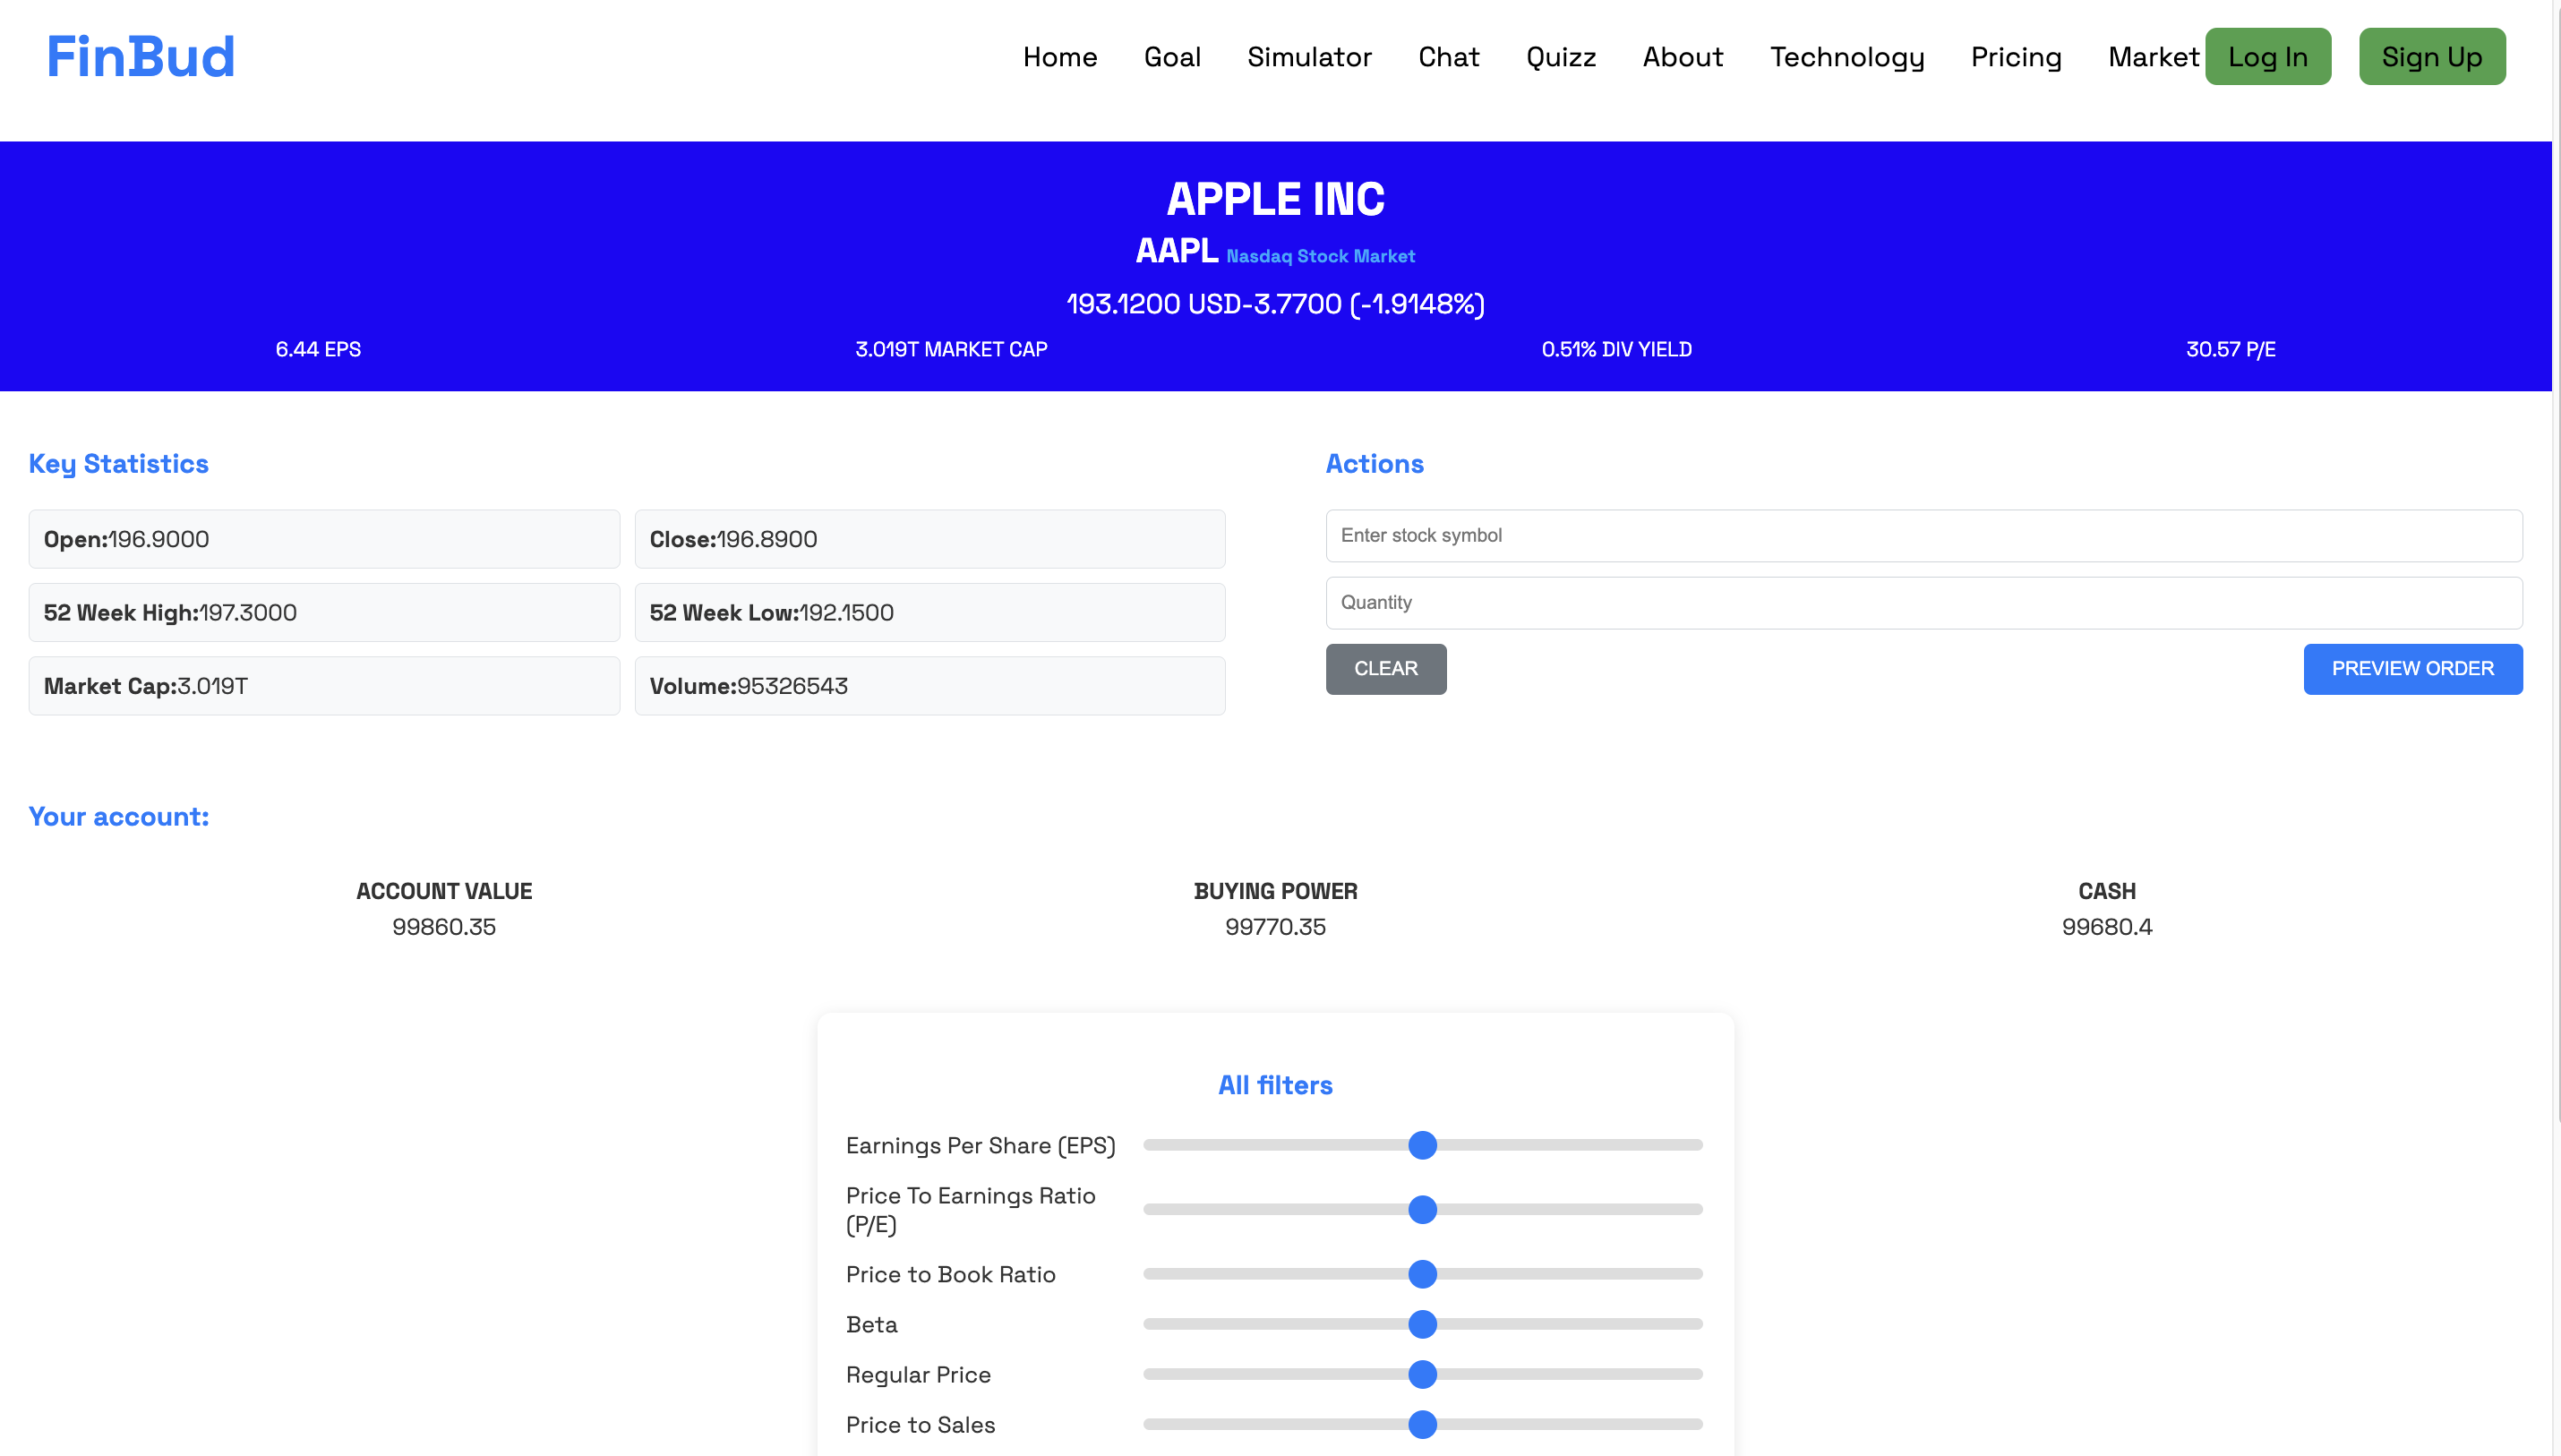 FinBud
Home Goal Simulator Chat Quizz About Technology Pricing Market Log In Sign Up
APPLE INC
AAPL Nasdaq Stock Market
193.1200 USD-3.7700 (-1.9148%)
6.44 EPS 3.019T MARKET CAP 0.51% DIV YIELD 30.57 P/E
Key Statistics
Open:196.9000 Close:196.8900
52 Week High:197.3000 52 Week Low:192.1500
Market Cap:3.019T Volume:95326543
Actions
Enter stock symbol
Quantity
CLEAR PREVIEW ORDER
Your account:
ACCOUNT VALUE BUYING POWER CASH
99860.35 99770.35 99680.4
All filters
Earnings Per Share (EPS)
Price To Earnings Ratio
(P/E)
Price to Book Ratio
Beta
Regular Price
Price to Sales